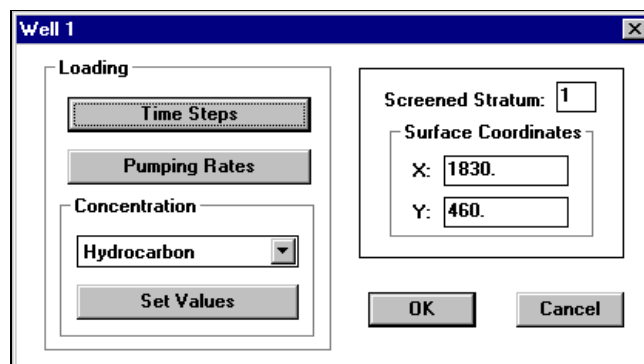 Well 1
Loading
Time Steps
Pumping Rates
Concentration
Hydrocarbon
Set Values
Screened Stratum: 1
Surface Coordinates
X: 1830.
Y: 460.
OK
Cancel